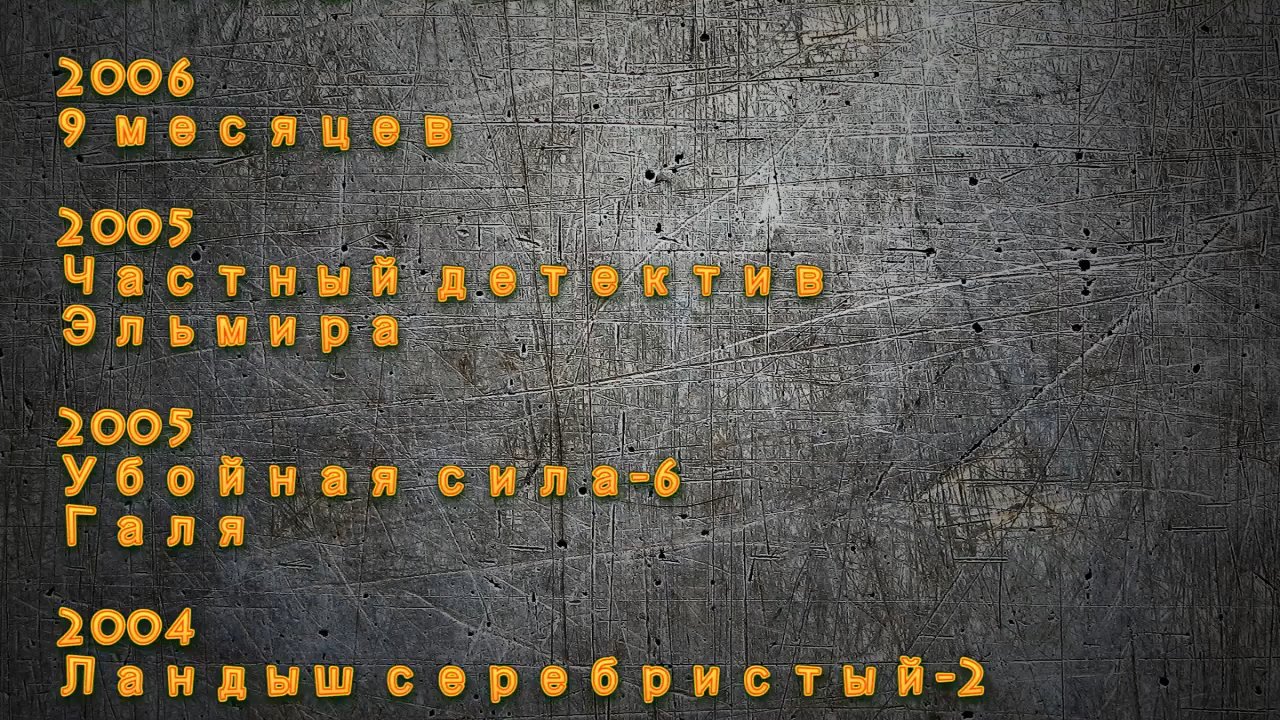 2006
9 месяцев
2005
Частный детектив
Эльмира
2005
Убойная сила-6
Галя
2004
Ландыш серебристый-2